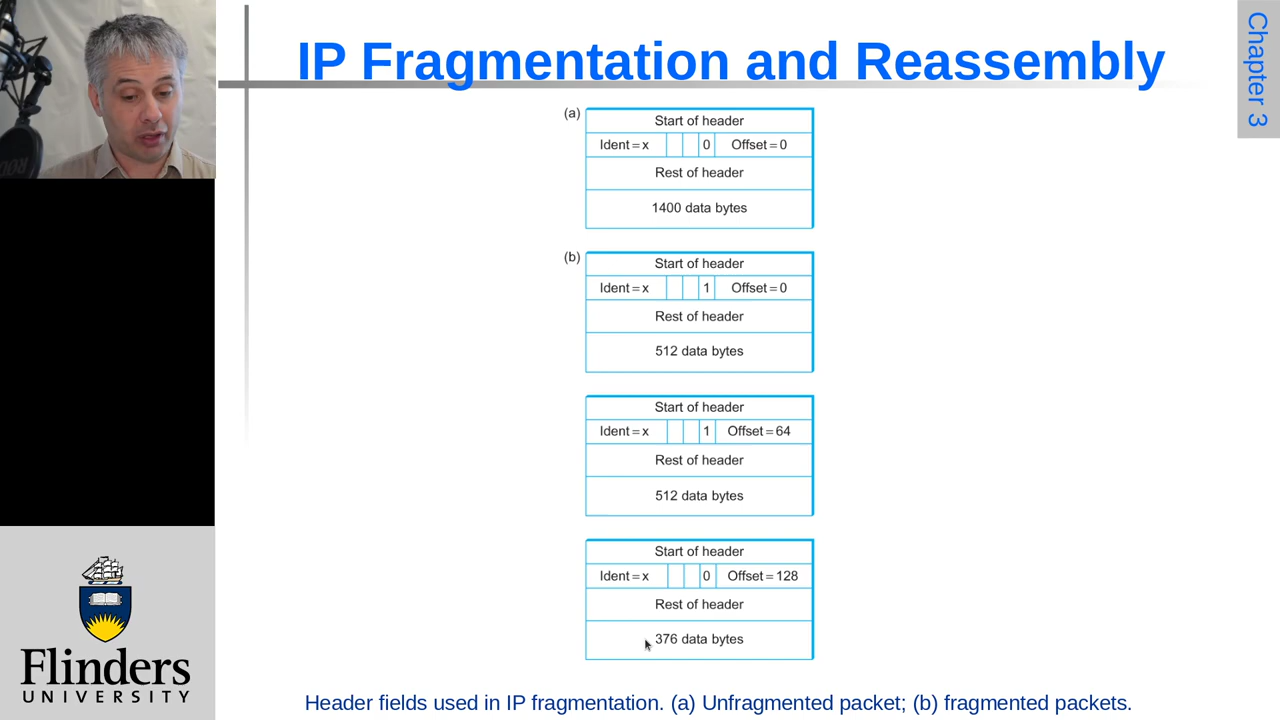 IP Fragmentation and Reassembly
Chapter 3
(a)
Start of header
Ident = x 0 Offset = 0
Rest of header
1400 data bytes
(b)
Start of header
Ident = x 1 Offset = 0
Rest of header
512 data bytes
Start of header
Ident = x 1 Offset = 64
Rest of header
512 data bytes
Start of header
Ident = x 0 Offset = 128
Rest of header
376 data bytes
Header fields used in IP fragmentation. (a) Unfragmented packet; (b) fragmented packets.
Flinders
UNIVERSITY